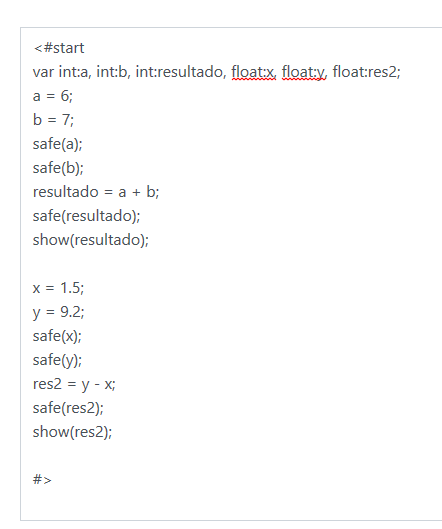 <#start
var int:a, int:b, int:resultado, float:x, float:y, float:res2;
a = 6;
b = 7;
safe(a);
safe(b);
resultado = a + b;
safe(resultado);
show(resultado);
x = 1.5;
y = 9.2;
safe(x);
safe(y);
res2 = y - x;
safe(res2);
show(res2);
#>